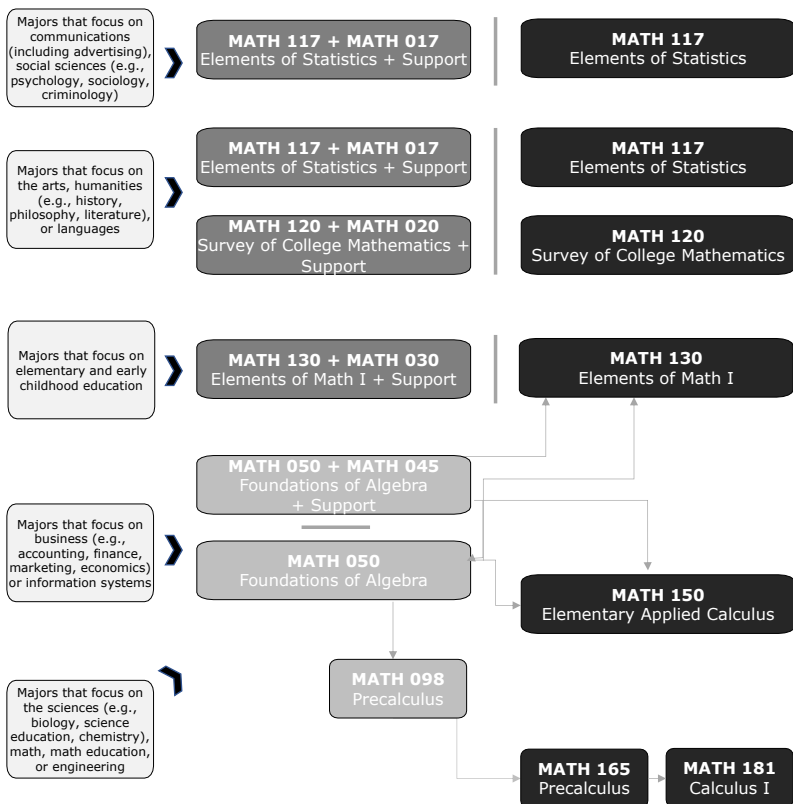 Majors that focus on
communications
(including advertising),
social sciences (e.g.,
psychology, sociology,
criminology)
MATH 117 + MATH 017
Elements of Statistics + Support
MATH 117
Elements of Statistics
Majors that focus on
the arts, humanities
(e.g., history,
philosophy, literature),
or languages
MATH 117 + MATH 017
Elements of Statistics + Support
MATH 117
Elements of Statistics
MATH 120 + MATH 020
Survey of College Mathematics +
Support
MATH 120
Survey of College Mathematics
Majors that focus on
elementary and early
childhood education
MATH 130 + MATH 030
Elements of Math I + Support
MATH 130
Elements of Math I
MATH 050 + MATH 045
Foundations of Algebra
+ Support
Majors that focus on
business (e.g.,
accounting, finance,
marketing, economics)
or information systems
MATH 050
Foundations of Algebra
MATH 150
Elementary Applied Calculus
MATH 098
Precalculus
Majors that focus on
the sciences (e.g.,
biology, science
education, chemistry),
math, math education,
or engineering
MATH 165
Precalculus
MATH 181
Calculus I